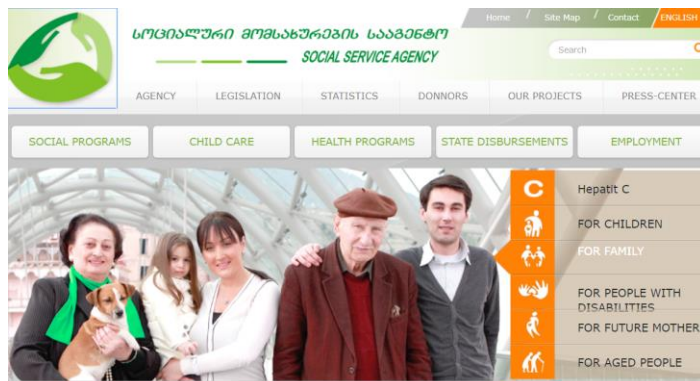 Home / Site Map / Contact ENGLISH
სოციალური მომსახურების სააგენტო
SOCIAL SERVICE AGENCY
Search
AGENCY LEGISLATION STATISTICS DONNORS OUR PROJECTS PRESS-CENTER
SOCIAL PROGRAMS CHILD CARE HEALTH PROGRAMS STATE DISBURSEMENTS EMPLOYMENT
C Hepatit C
FOR CHILDREN
FOR FAMILY
FOR PEOPLE WITH
DISABILITIES
FOR FUTURE MOTHER
FOR AGED PEOPLE